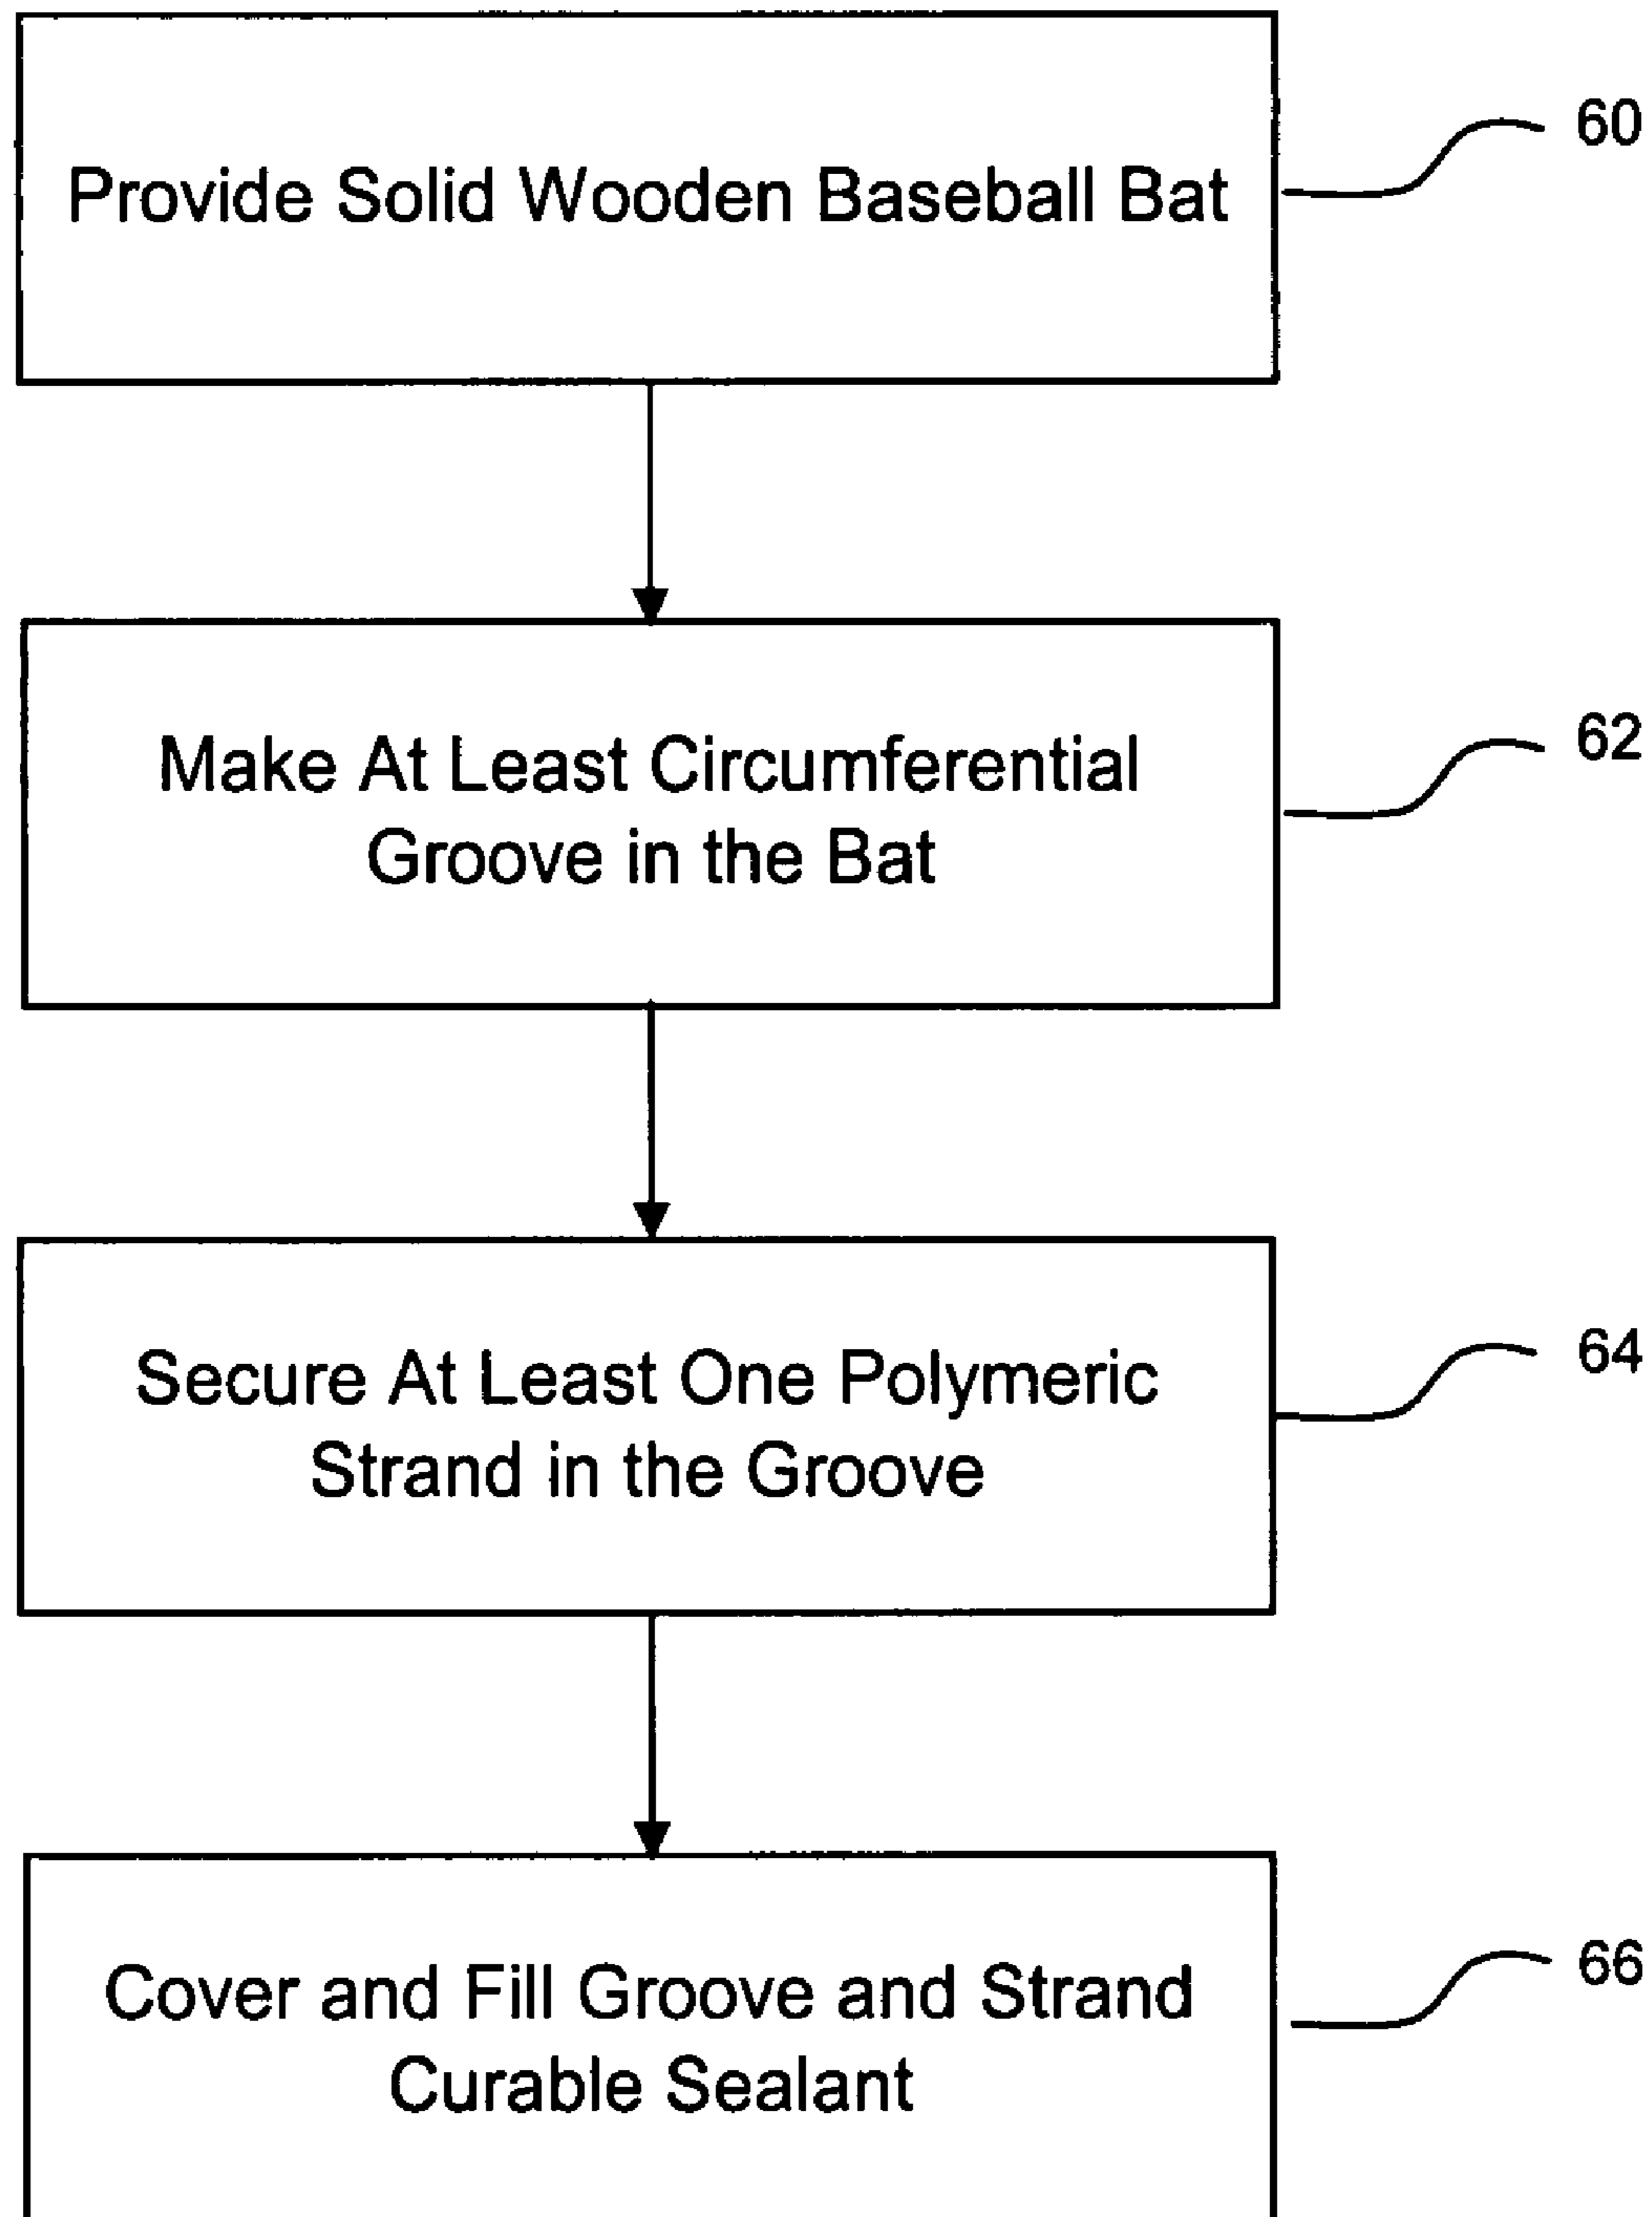 Provide Solid Wooden Baseball Bat
60
Make At Least Circumferential
Groove in the Bat
62
Secure At Least One Polymeric
Strand in the Groove
64
Cover and Fill Groove and Strand
Curable Sealant
66